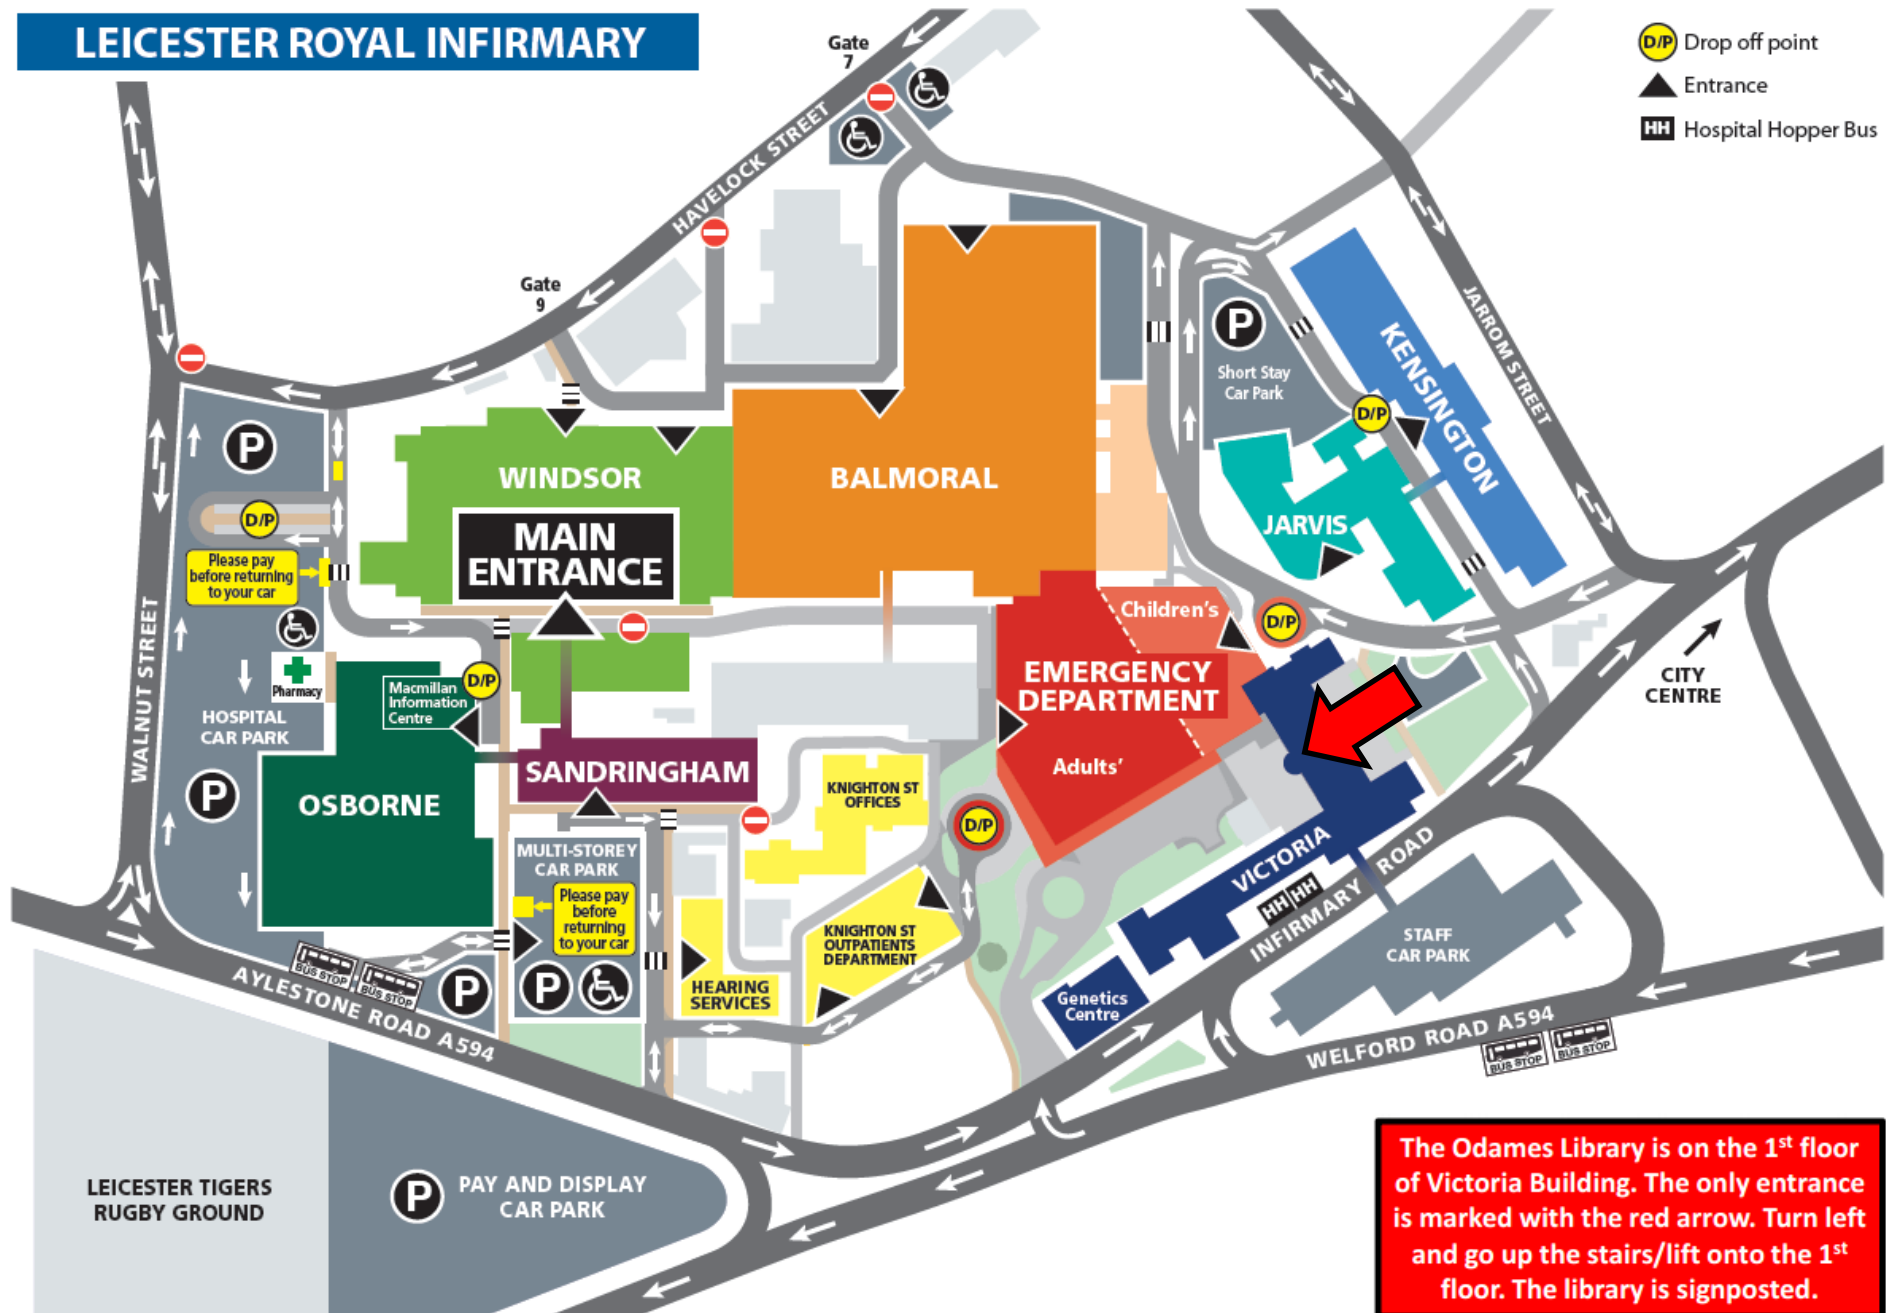 LEICESTER ROYAL INFIRMARY
D/P Drop off point
Entrance
HH Hospital Hopper Bus
Gate
7
HAVELOCK STREET
Gate
9
JARROM STREET
P
Short Stay
Car Park
D/P
KENSINGTON
P
WINDSOR
BALMORAL
JARVIS
MAIN
ENTRANCE
D/P
Please pay
before returning
to your car
WALNUT STREET
Children's
D/P
Pharmacy
Macmillan
Information
Centre
D/P
EMERGENCY
DEPARTMENT
Adults'
CITY
CENTRE
HOSPITAL
CAR PARK
P
OSBORNE
SANDRINGHAM
KNIGHTON ST
OFFICES
D/P
MULTI-STOREY
CAR PARK
Please pay
before
returning
to your car
VICTORIA
HH HH
INFIRMARY ROAD
STAFF
CAR PARK
KNIGHTON ST
OUTPATIENTS
DEPARTMENT
BUS STOP
BUS STOP
P
P
HEARING
SERVICES
Genetics
Centre
AYLESTONE ROAD A594
WELFORD ROAD A594
BUS STOP
BUS STOP
LEICESTER TIGERS
RUGBY GROUND
P
PAY AND DISPLAY
CAR PARK
The Odames Library is on the 1st floor
of Victoria Building. The only entrance
is marked with the red arrow. Turn left
and go up the stairs/lift onto the 1st
floor. The library is signposted.